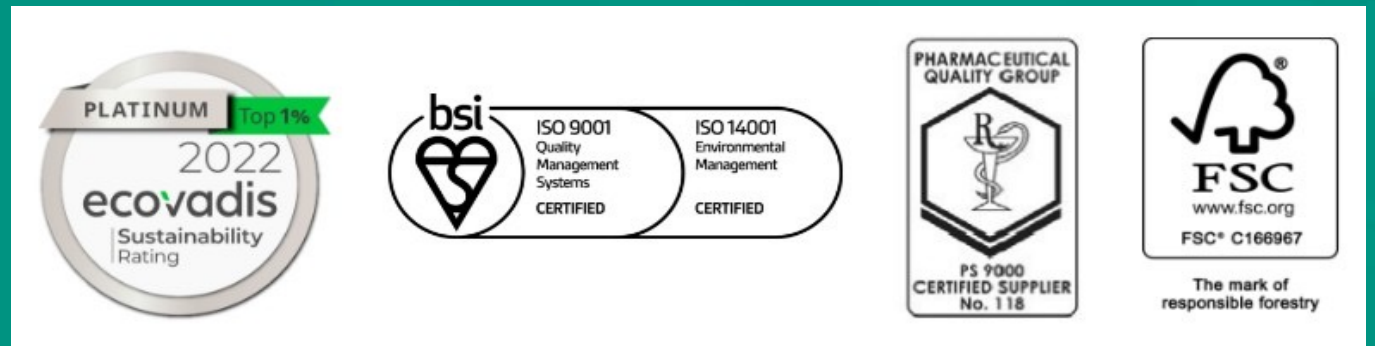 PLATINUM
Top 1%
2022
ecovadis
Sustainability
Rating
bsi
ISO 9001
Quality
Management
Systems
CERTIFIED
ISO 14001
Environmental
Management
CERTIFIED
PHARMACEUTICAL
QUALITY GROUP
R
PS 9000
CERTIFIED SUPPLIER
No. 118
®
FSC
www.fsc.org
FSC® C166967
The mark of
responsible forestry